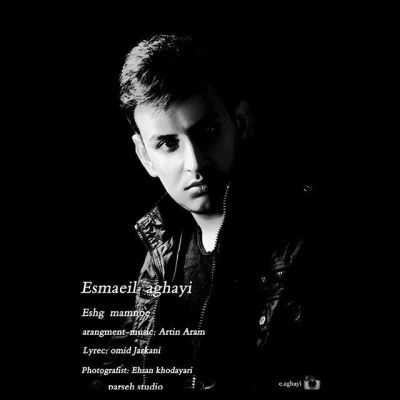 Esmaeil aghayi
Eshg mamnoe
arangment-music: Artin Aram
Lyrec: omid Jarkani
Photografist: Ehsan khodayari
parseh studio
e.aghayi